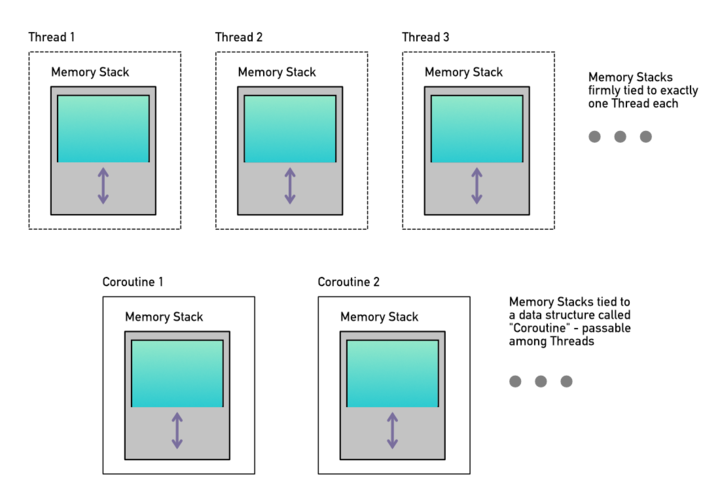 Thread 1
Thread 2
Thread 3
Memory Stack
Memory Stack
Memory Stack
Memory Stacks
firmly tied to exactly
one Thread each
Coroutine 1
Coroutine 2
Memory Stack
Memory Stack
Memory Stacks tied to
a data structure called
"Coroutine" - passable
among Threads